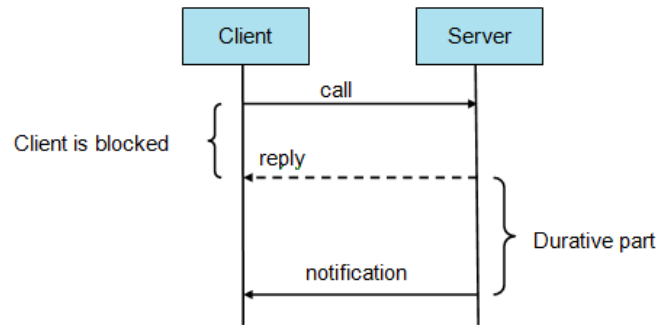 Client
Server
call
Client is blocked
reply
Durative part
notification